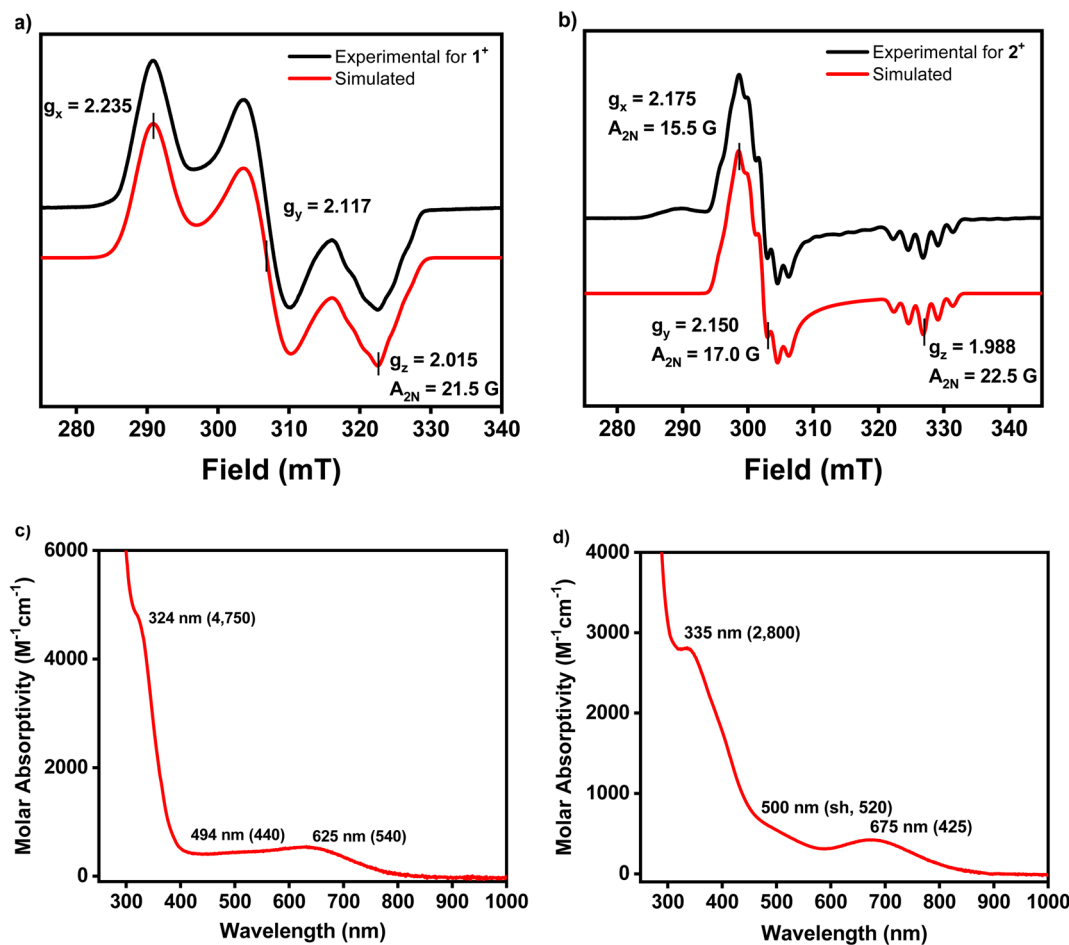 a)
Experimental for 1+
Simulated
gx = 2.235
gy = 2.117
gz = 2.015
A2N = 21.5 G
280 290 300 310 320 330 340
Field (mT)
b)
Experimental for 2+
Simulated
gx = 2.175
A2N = 15.5 G
gy = 2.150
A2N = 17.0 G
gz = 1.988
A2N = 22.5 G
280 290 300 310 320 330 340
Field (mT)
c)
Molar Absorptivity (M-1cm-1)
6000
4000
2000
0
324 nm (4,750)
494 nm (440)
625 nm (540)
300 400 500 600 700 800 900 1000
Wavelength (nm)
d)
Molar Absorptivity (M-1cm-1)
4000
3000
2000
1000
0
335 nm (2,800)
500 nm (sh, 520)
675 nm (425)
300 400 500 600 700 800 900 1000
Wavelength (nm)